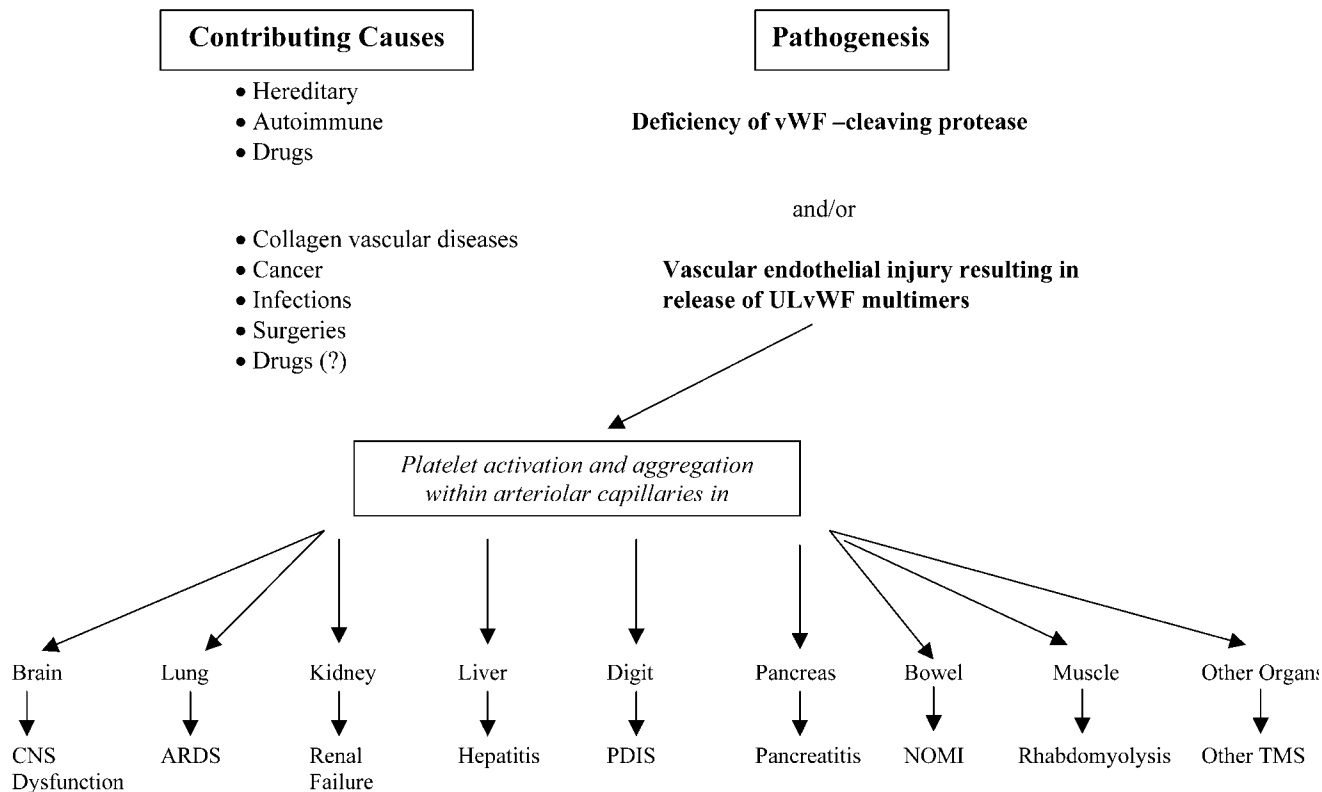 Contributing Causes
Pathogenesis
• Hereditary
• Autoimmune
• Drugs
Deficiency of vWF –cleaving protease
and/or
• Collagen vascular diseases
• Cancer
• Infections
• Surgeries
• Drugs (?)
Vascular endothelial injury resulting in
release of ULvWF multimers
Platelet activation and aggregation
within arteriolar capillaries in
Brain Lung Kidney Liver Digit Pancreas Bowel Muscle Other Organs
CNS ARDS Renal Hepatitis PDIS Pancreatitis NOMI Rhabdomyolysis Other TMS
Dysfunction Failure